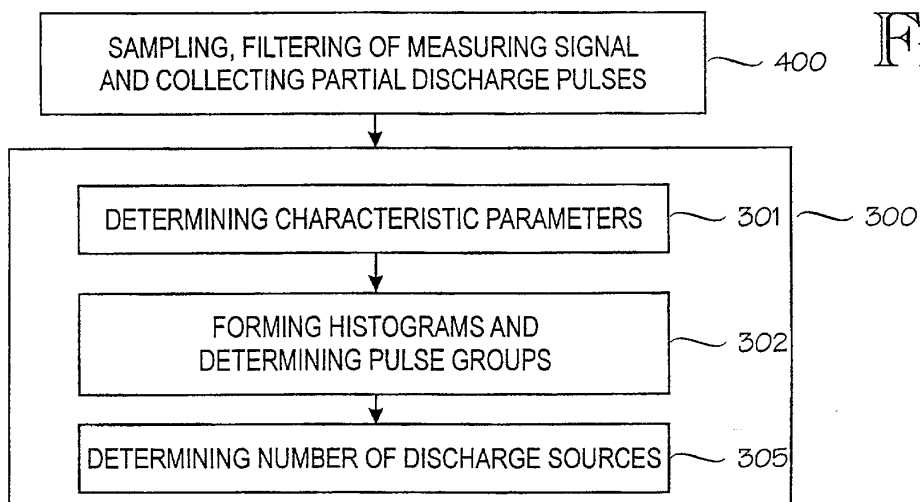 SAMPLING, FILTERING OF MEASURING SIGNAL
AND COLLECTING PARTIAL DISCHARGE PULSES
400
DETERMINING CHARACTERISTIC PARAMETERS
301
300
FORMING HISTOGRAMS AND
DETERMINING PULSE GROUPS
302
DETERMINING NUMBER OF DISCHARGE SOURCES
305